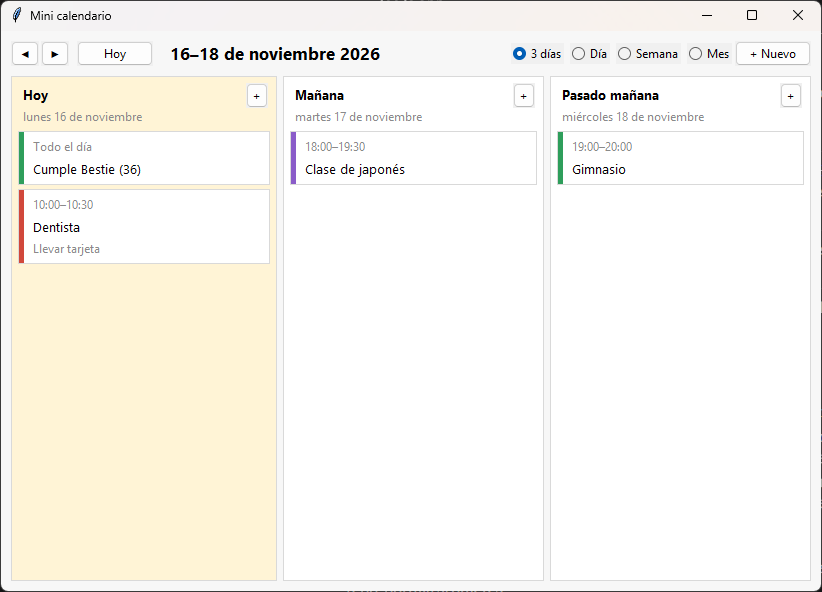 Mini calendario
◄ ► Hoy 16–18 de noviembre 2026 3 días Día Semana Mes + Nuevo
Hoy +
lunes 16 de noviembre
Todo el día
Cumple Bestie (36)
10:00–10:30
Dentista
Llevar tarjeta
Mañana +
martes 17 de noviembre
18:00–19:30
Clase de japonés
Pasado mañana +
miércoles 18 de noviembre
19:00–20:00
Gimnasio